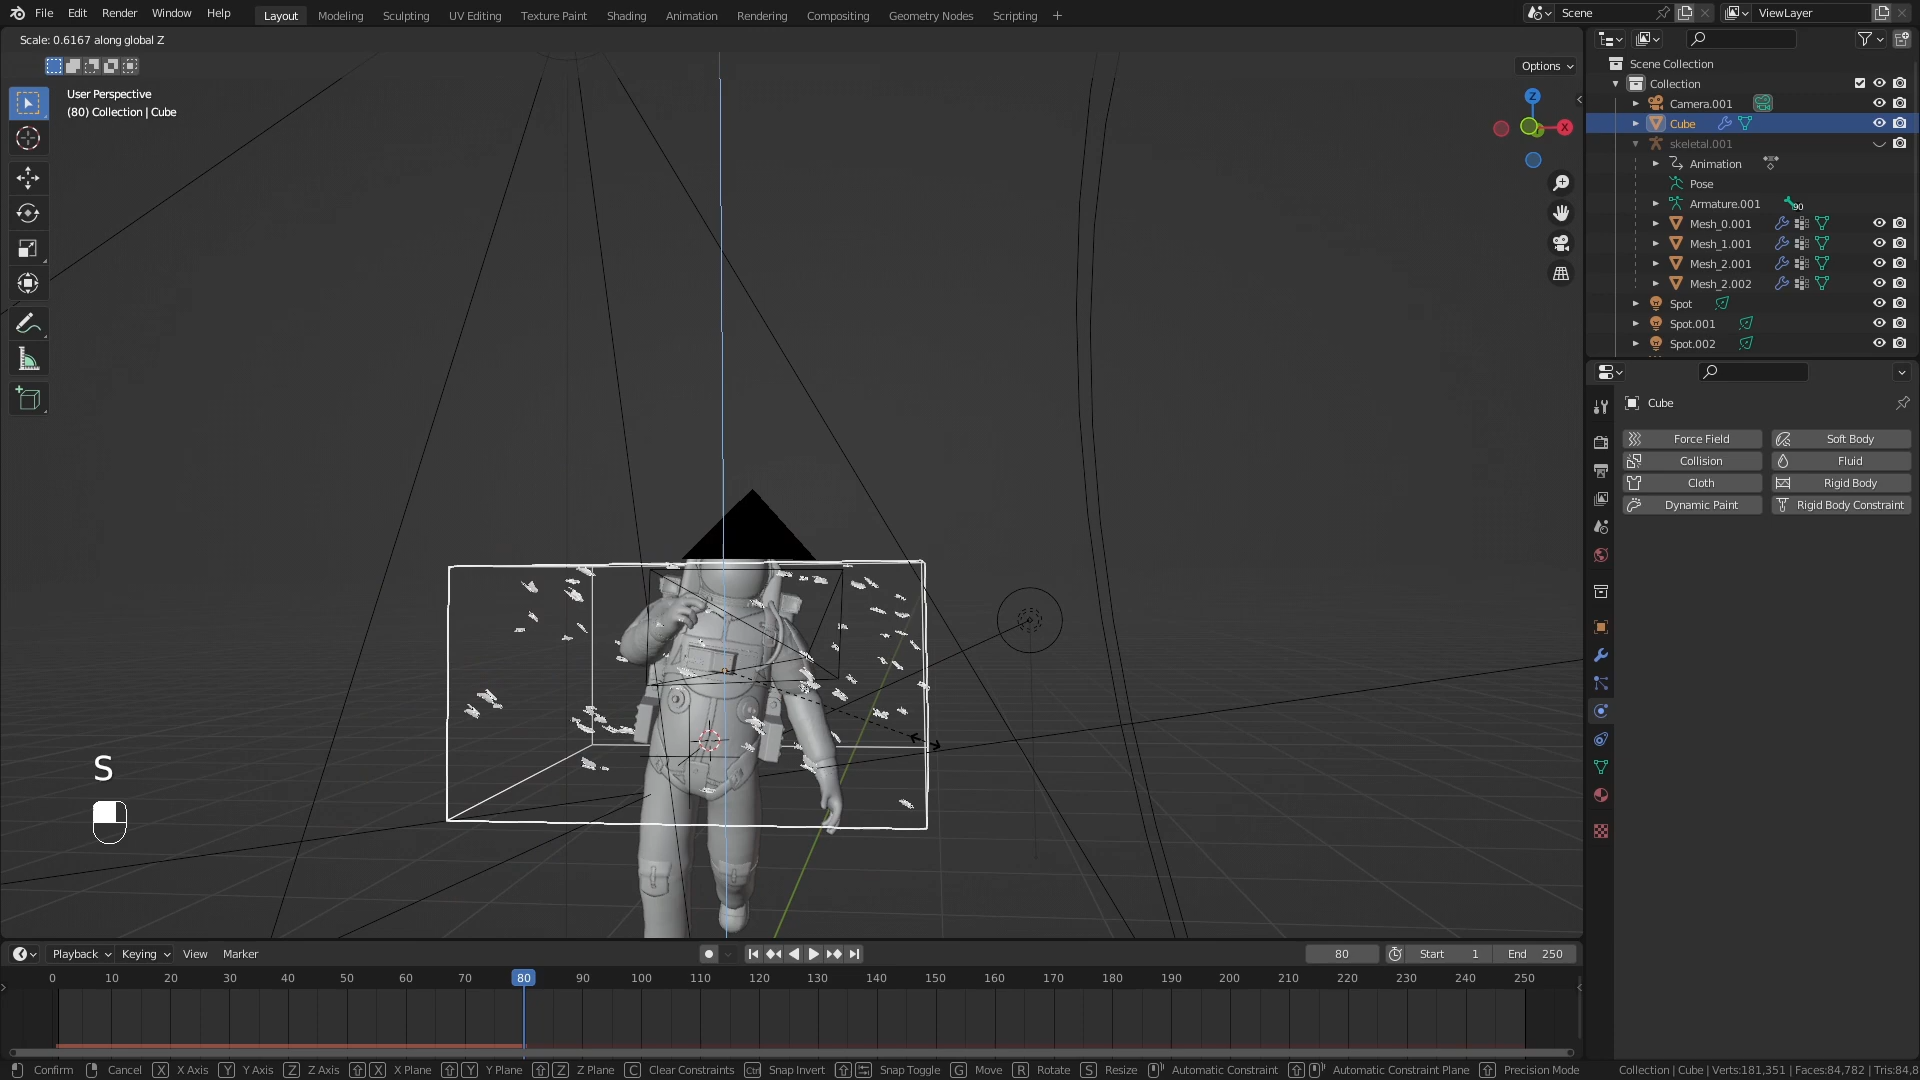 File Edit Render Window Help Layout Modeling Sculpting UV Editing Texture Paint Shading Animation Rendering Compositing Geometry Nodes Scripting + Scene ViewLayer
Scale: 0.6167 along global Z
Options
User Perspective
(80) Collection | Cube
Z
X
Scene Collection
Collection
Camera.001
Cube
skeletal.001
Animation
Pose
Armature.001 90
Mesh_0.001
Mesh_1.001
Mesh_2.001
Mesh_2.002
Spot
Spot.001
Spot.002
Cube
Force Field Soft Body
Collision Fluid
Cloth Rigid Body
Dynamic Paint Rigid Body Constraint
S
Playback Keying View Marker 80 Start 1 End 250
0 10 20 30 40 50 60 70 80 90 100 110 120 130 140 150 160 170 180 190 200 210 220 230 240 250
Confirm Cancel X X Axis Y Y Axis Z Z Axis X X Plane Y Y Plane Z Z Plane C Clear Constraints Ctrl Snap Invert Snap Toggle G Move R Rotate S Resize Automatic Constraint Automatic Constraint Plane Precision Mode Collection | Cube | Verts:181,351 | Faces:84,782 | Tris:84,8